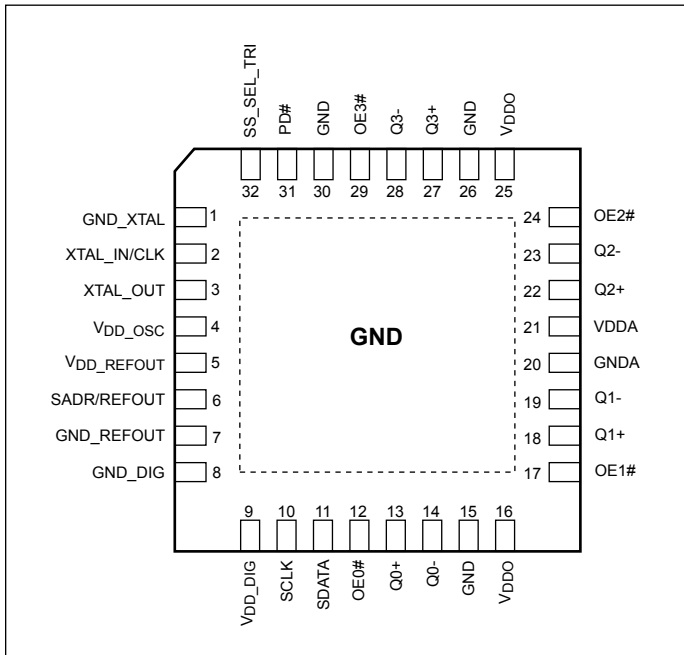 SS_SEL_TRI
PD#
GND
OE3#
Q3-
Q3+
GND
VDDO
32
31
30
29
28
27
26
25
GND_XTAL 1
XTAL_IN/CLK 2
XTAL_OUT 3
VDD_OSC 4
VDD_REFOUT 5
SADR/REFOUT 6
GND_REFOUT 7
GND_DIG 8
GND
24 OE2#
23 Q2-
22 Q2+
21 VDDA
20 GNDA
19 Q1-
18 Q1+
17 OE1#
9
10
11
12
13
14
15
16
VDD_DIG
SCLK
SDATA
OE0#
Q0+
Q0-
GND
VDDO